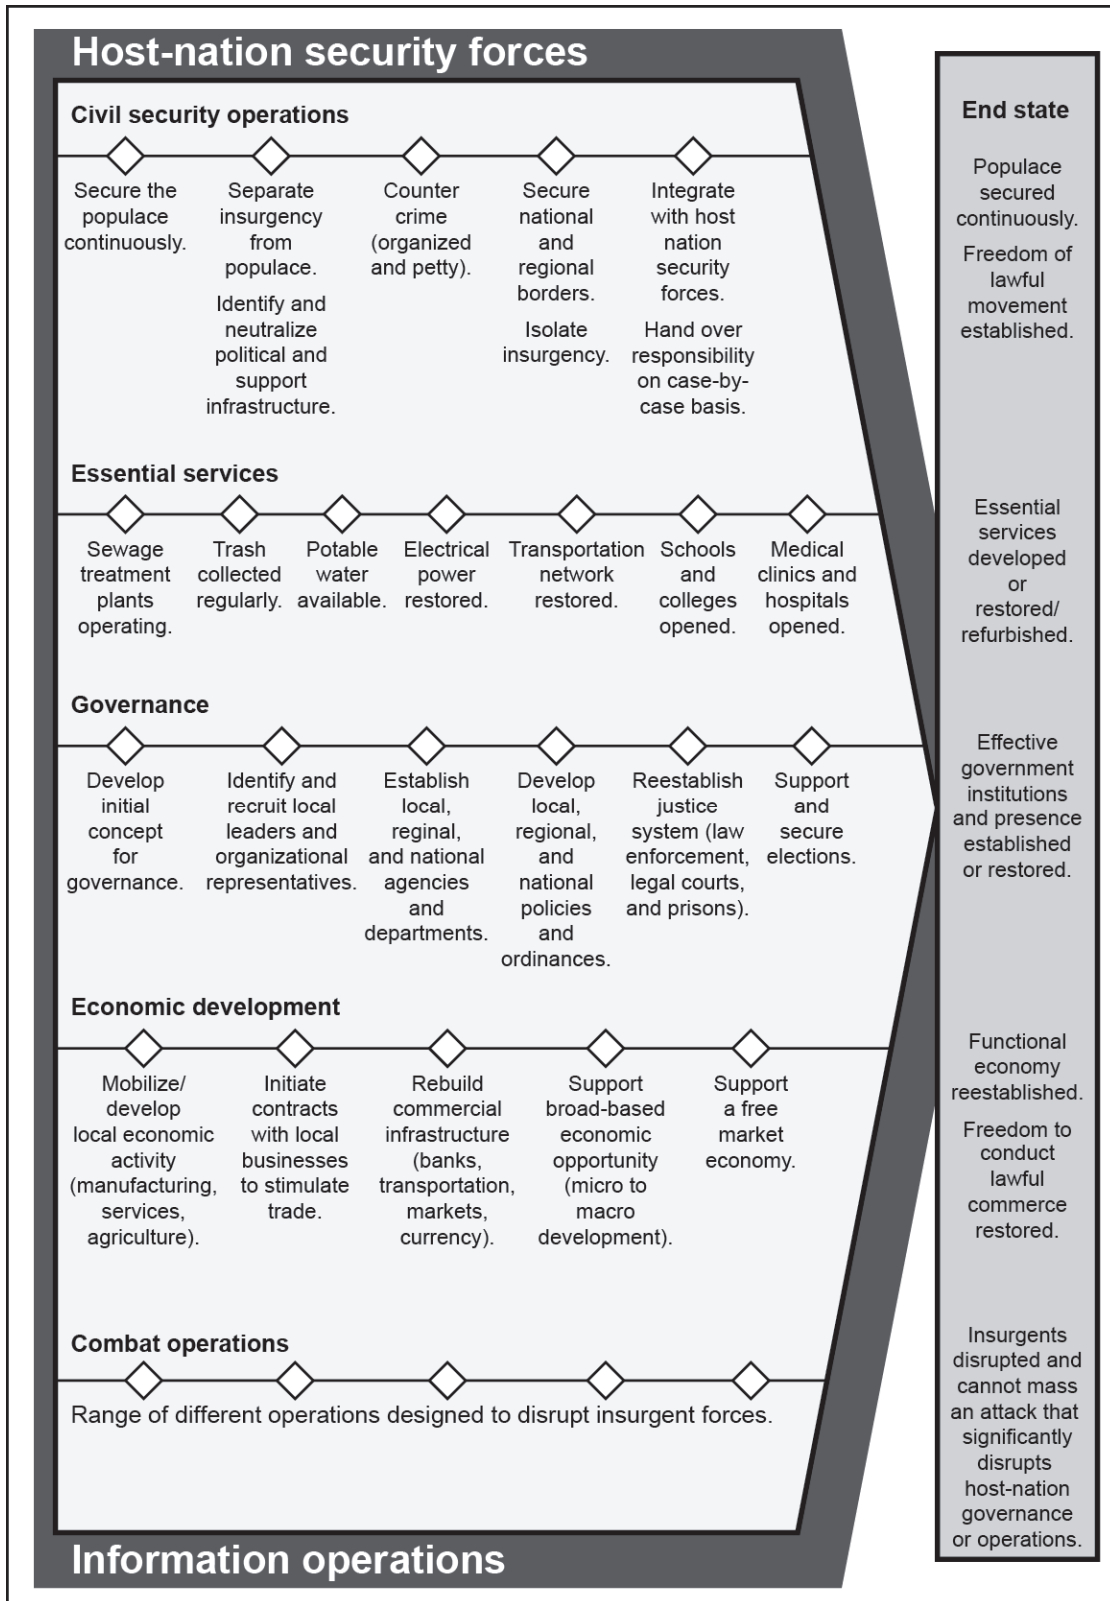 Host-nation security forces
Civil security operations
Secure the
populace
continuously.
Separate
insurgency
from
populace.
Identify and
neutralize
political and
support
infrastructure.
Counter
crime
(organized
and petty).
Secure
national
and
regional
borders.
Isolate
insurgency.
Integrate
with host
nation
security
forces.
Hand over
responsibility
on case-by-
case basis.
Essential services
Sewage
treatment
plants
operating.
Trash
collected
regularly.
Potable
water
available.
Electrical
power
restored.
Transportation
network
restored.
Schools
and
colleges
opened.
Medical
clinics and
hospitals
opened.
Governance
Develop
initial
concept
for
governance.
Identify and
recruit local
leaders and
organizational
representatives.
Establish
local,
reginal,
and national
agencies
and
departments.
Develop
local,
regional,
and
national
policies
and
ordinances.
Reestablish
justice
system (law
enforcement,
legal courts,
and prisons).
Support
and
secure
elections.
Economic development
Mobilize/
develop
local economic
activity
(manufacturing,
services,
agriculture).
Initiate
contracts
with local
businesses
to stimulate
trade.
Rebuild
commercial
infrastructure
(banks,
transportation,
markets,
currency).
Support
broad-based
economic
opportunity
(micro to
macro
development).
Support
a free
market
economy.
Combat operations
Range of different operations designed to disrupt insurgent forces.
Information operations
End state
Populace
secured
continuously.
Freedom of
lawful
movement
established.
Essential
services
developed
or
restored/
refurbished.
Effective
government
institutions
and presence
established
or restored.
Functional
economy
reestablished.
Freedom to
conduct
lawful
commerce
restored.
Insurgents
disrupted and
cannot mass
an attack that
significantly
disrupts
host-nation
governance
or operations.